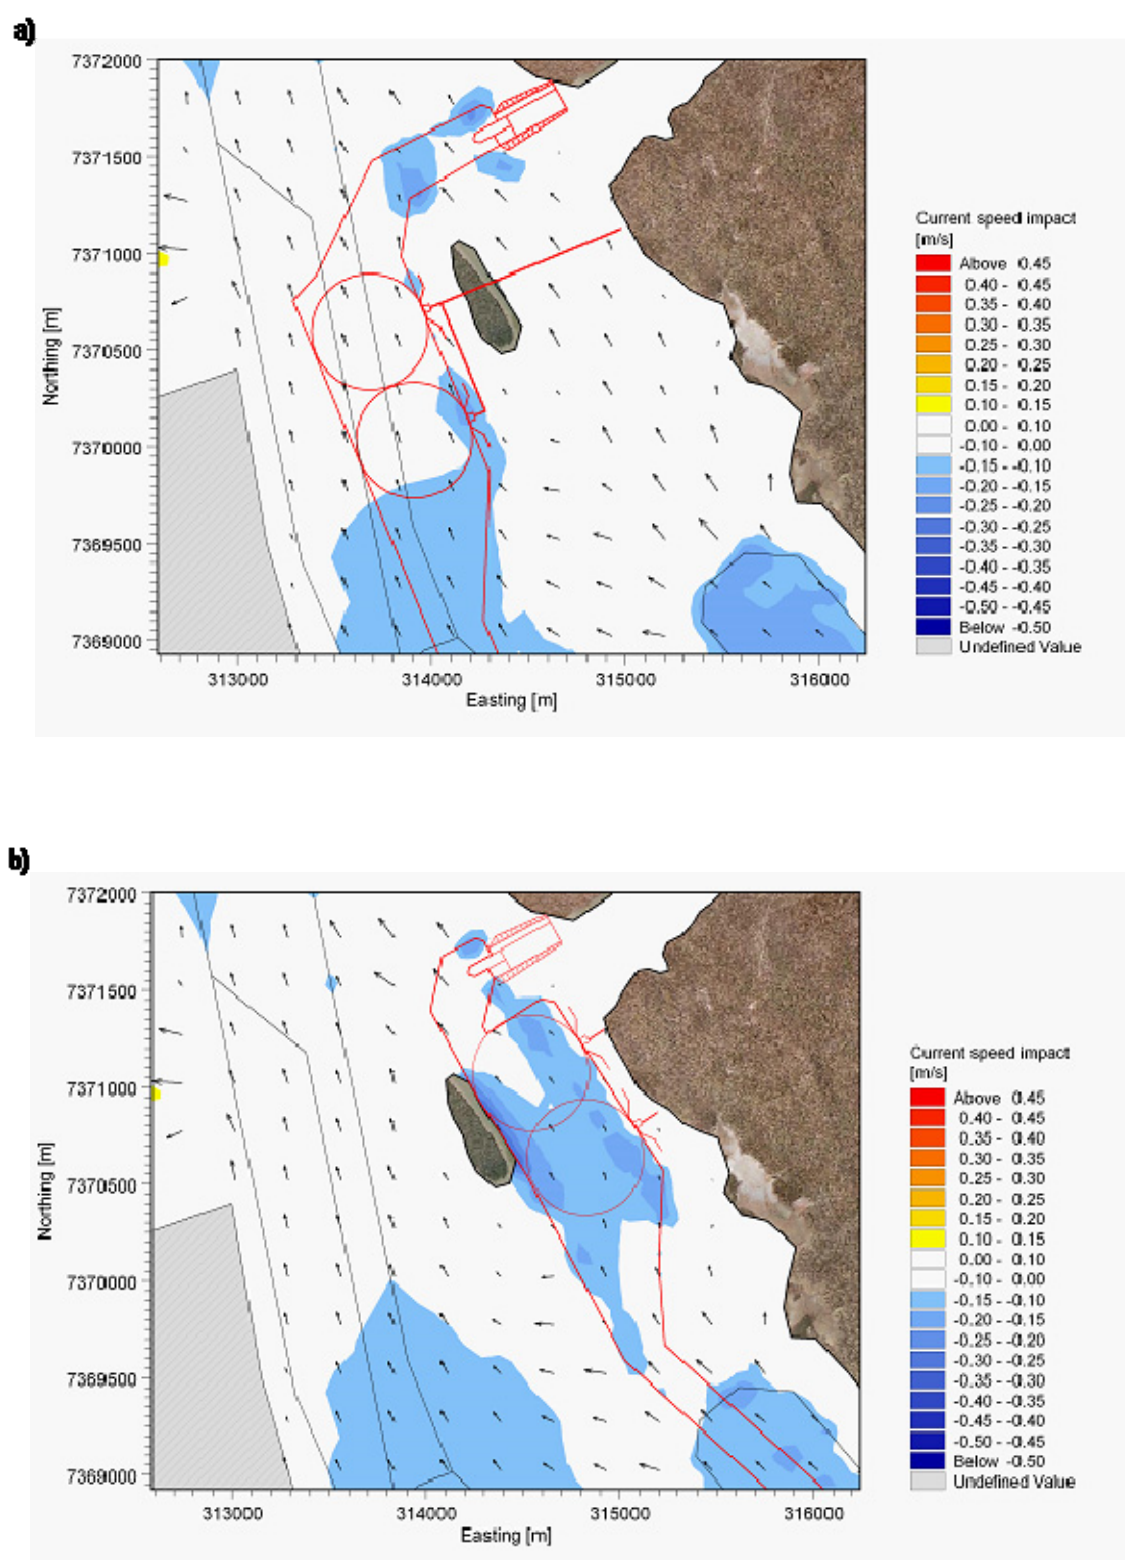 a)
7372000
7371500
7371000
7370500
7370000
7369500
7369000
Northing [m]
313000
314000
315000
316000
Easting [m]
Current speed impact
[m/s]
Above 0.45
0.40 - 0.45
0.35 - 0.40
0.30 - 0.35
0.25 - 0.30
0.20 - 0.25
0.15 - 0.20
0.10 - 0.15
0.00 - 0.10
-0.10 - 0.00
-0.15 - -0.10
-0.20 - -0.15
-0.25 - -0.20
-0.30 - -0.25
-0.35 - -0.30
-0.40 - -0.35
-0.45 - -0.40
-0.50 - -0.45
Below -0.50
Undefined Value
b)
7372000
7371500
7371000
7370500
7370000
7369500
7369000
Northing [m]
313000
314000
315000
316000
Easting [m]
Current speed impact
[m/s]
Above 0.45
0.40 - 0.45
0.35 - 0.40
0.30 - 0.35
0.25 - 0.30
0.20 - 0.25
0.15 - 0.20
0.10 - 0.15
0.00 - 0.10
-0.10 - 0.00
-0.15 - -0.10
-0.20 - -0.15
-0.25 - -0.20
-0.30 - -0.25
-0.35 - -0.30
-0.40 - -0.35
-0.45 - -0.40
-0.50 - -0.45
Below -0.50
Undefined Value